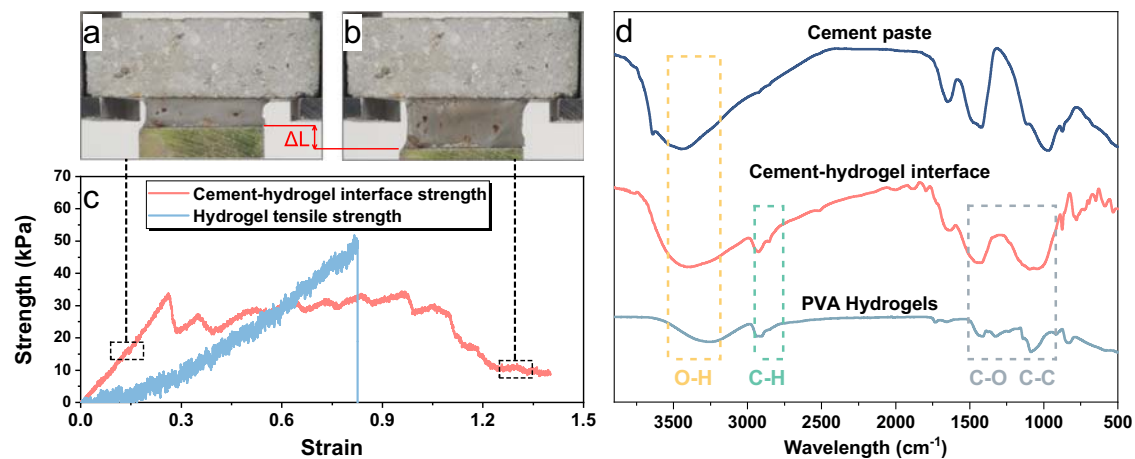 a
b
ΔL
c
Cement-hydrogel interface strength
Hydrogel tensile strength
Strength (kPa)
70
60
50
40
30
20
10
0
0.0
0.3
0.6
0.9
1.2
1.5
Strain
d
Cement paste
Cement-hydrogel interface
PVA Hydrogels
O-H
C-H
C-O C-C
3500 3000 2500 2000 1500 1000 500
Wavelength (cm⁻¹)